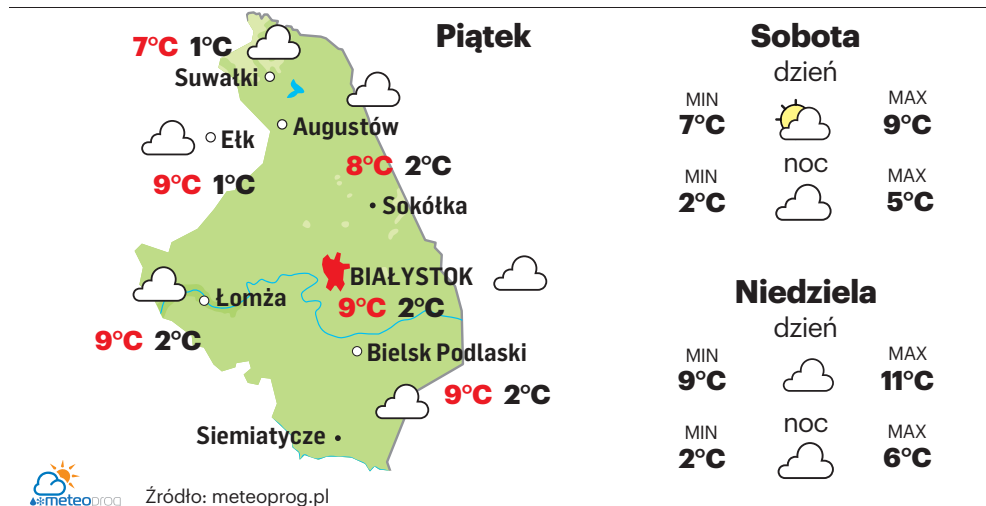 Piątek
7°C 1°C
Suwałki
Augustów
Ełk
9°C 1°C
8°C 2°C
Sokółka
BIAŁYSTOK
9°C 2°C
Łomża
9°C 2°C
Bielsk Podlaski
9°C 2°C
Siemiatycze
meteoprog
Źródło: meteoprog.pl
Sobota
dzień
MIN MAX
7°C 9°C
noc
MIN MAX
2°C 5°C
Niedziela
dzień
MIN MAX
9°C 11°C
noc
MIN MAX
2°C 6°C